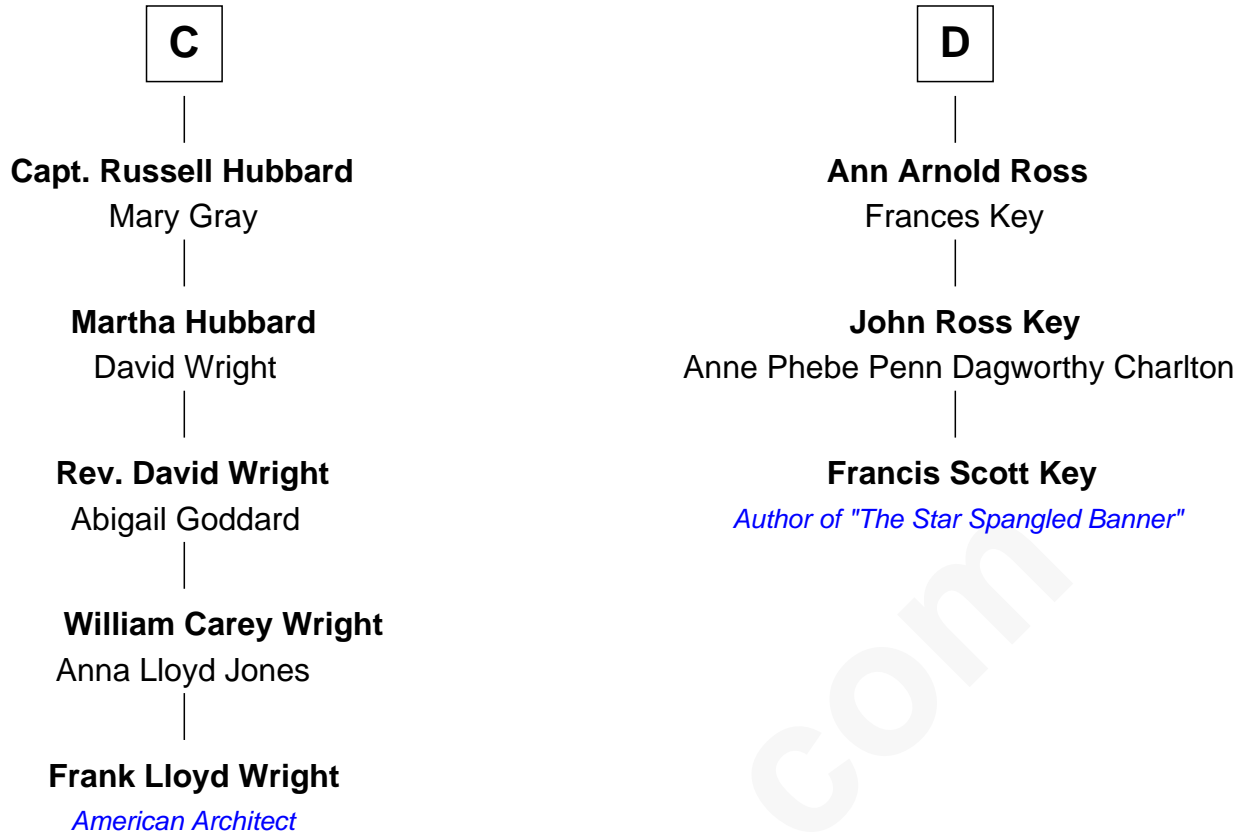 C
Capt. Russell Hubbard
Mary Gray
Martha Hubbard
David Wright
Rev. David Wright
Abigail Goddard
William Carey Wright
Anna Lloyd Jones
Frank Lloyd Wright
American Architect
D
Ann Arnold Ross
Frances Key
John Ross Key
Anne Phebe Penn Dagworthy Charlton
Francis Scott Key
Author of "The Star Spangled Banner"
com